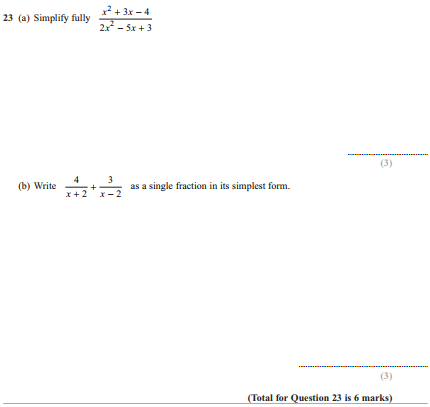 23 (a) Simplify fully (x² + 3x – 4)/(2x² – 5x + 3)
(3)
(b) Write 4/(x + 2) + 3/(x – 2) as a single fraction in its simplest form.
(3)
(Total for Question 23 is 6 marks)